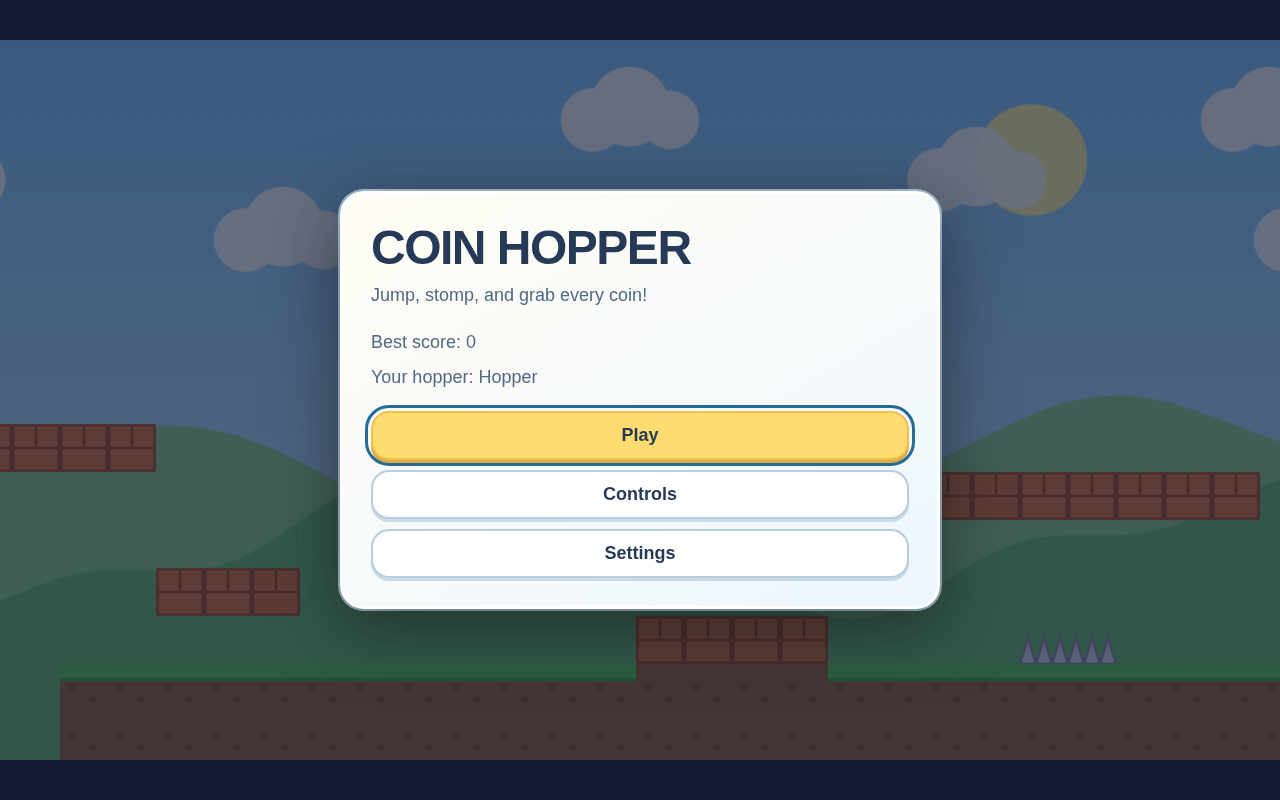 COIN HOPPER
Jump, stomp, and grab every coin!
Best score: 0
Your hopper: Hopper
Play
Controls
Settings